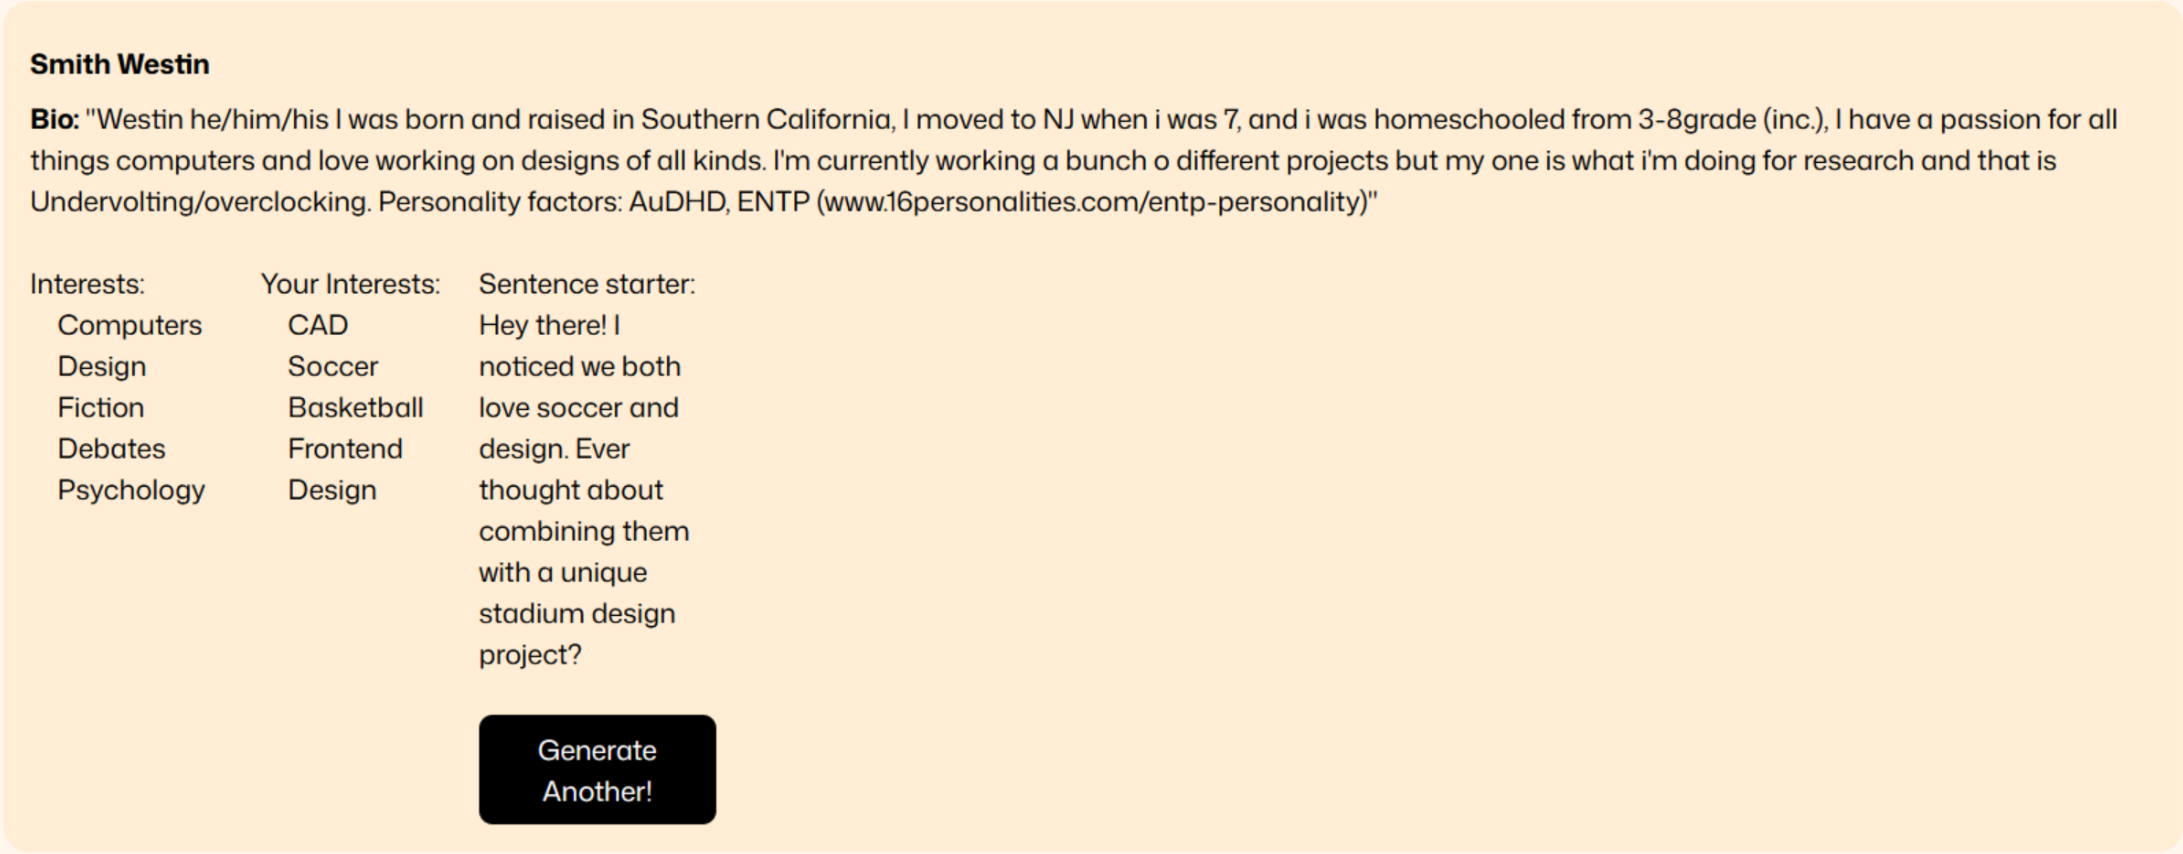 Smith Westin
Bio: "Westin he/him/his I was born and raised in Southern California, I moved to NJ when i was 7, and i was homeschooled from 3-8grade (inc.), I have a passion for all
things computers and love working on designs of all kinds. I'm currently working a bunch o different projects but my one is what i'm doing for research and that is
Undervolting/overclocking. Personality factors: AuDHD, ENTP (www.16personalities.com/entp-personality)"
Interests:
Computers
Design
Fiction
Debates
Psychology
Your Interests:
CAD
Soccer
Basketball
Frontend
Design
Sentence starter:
Hey there! I
noticed we both
love soccer and
design. Ever
thought about
combining them
with a unique
stadium design
project?
Generate
Another!